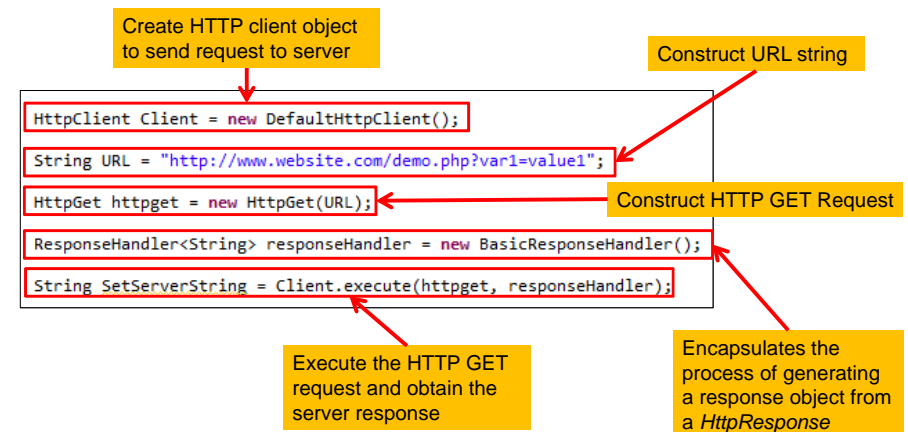 Create HTTP client object
to send request to server
Construct URL string
HttpClient Client = new DefaultHttpClient();
String URL = "http://www.website.com/demo.php?var1=value1";
HttpGet httpget = new HttpGet(URL);
Construct HTTP GET Request
ResponseHandler<String> responseHandler = new BasicResponseHandler();
String SetServerString = Client.execute(httpget, responseHandler);
Execute the HTTP GET
request and obtain the
server response
Encapsulates the
process of generating
a response object from
a HttpResponse